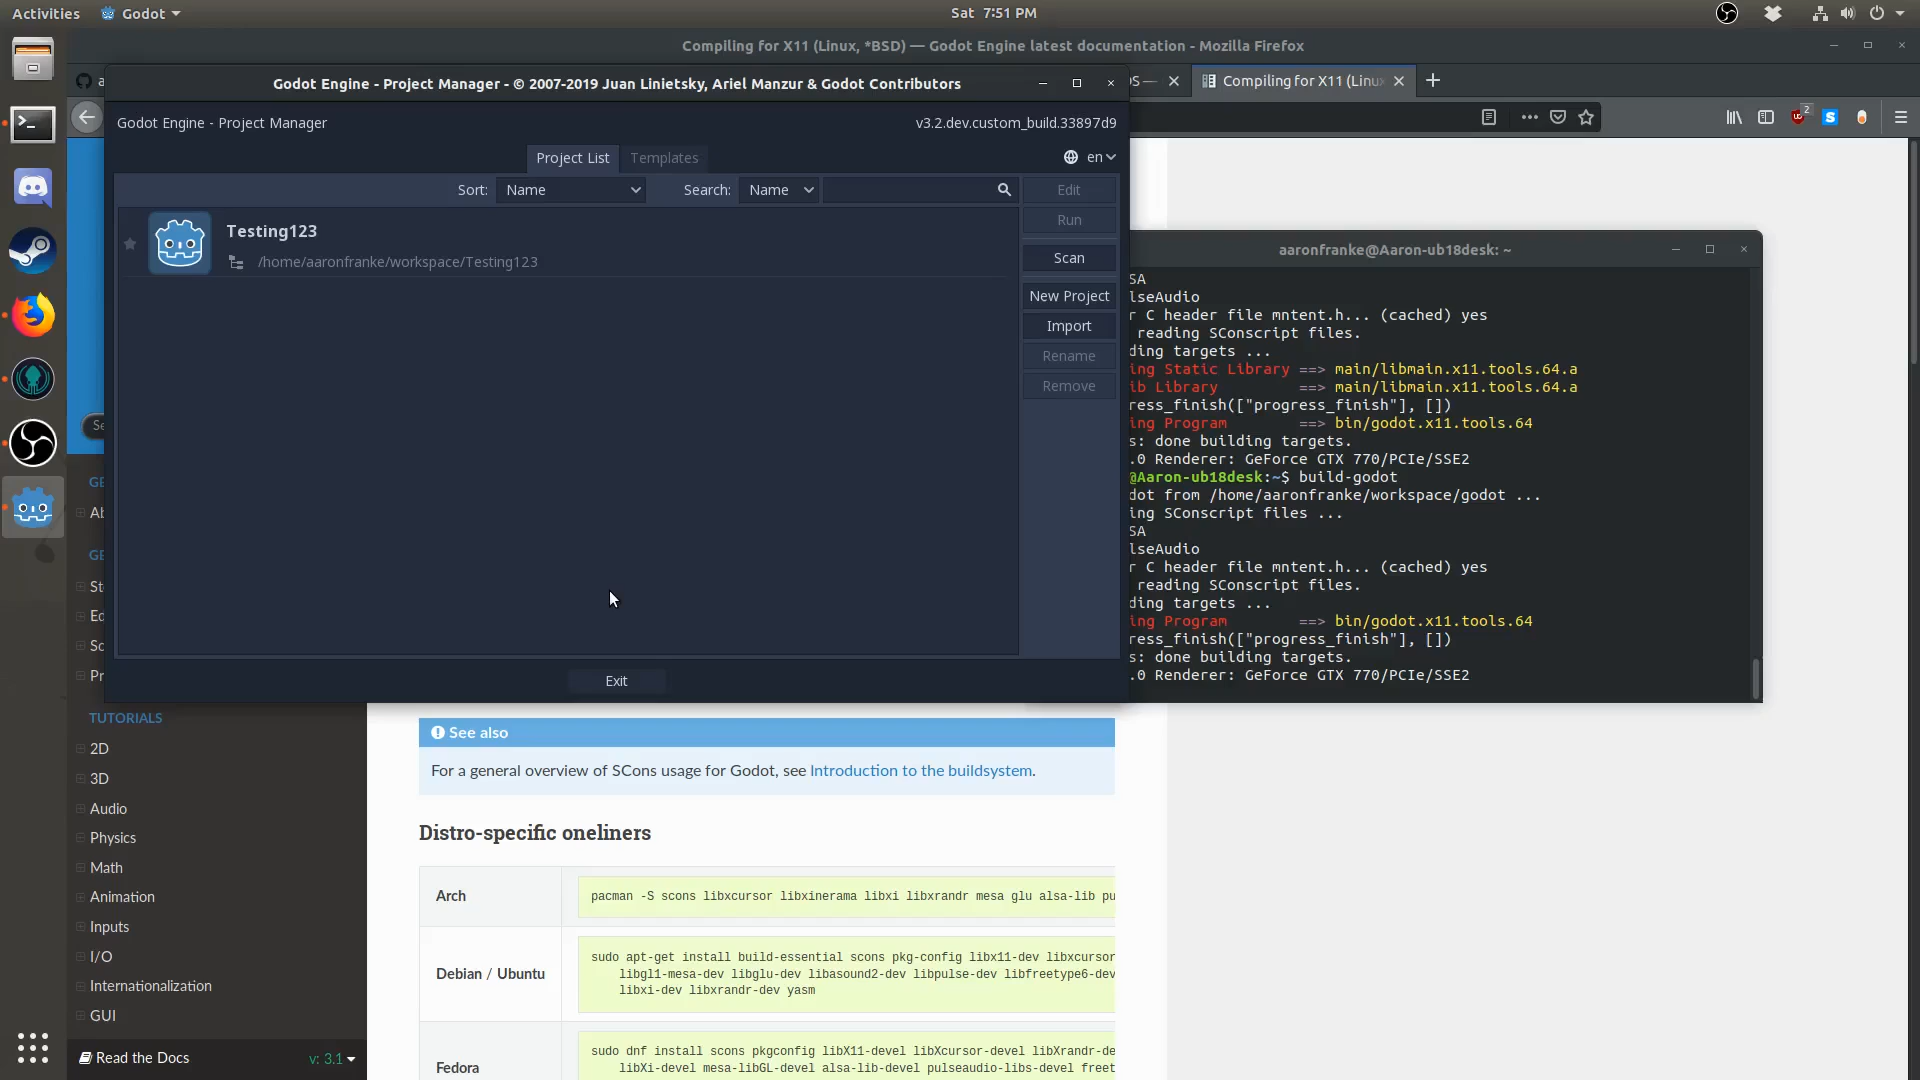 Activities
Godot
Sat 7:51 PM
Compiling for X11 (Linux, *BSD) — Godot Engine latest documentation - Mozilla Firefox
Compiling for X11 (Linu
Godot Engine - Project Manager - © 2007-2019 Juan Linietsky, Ariel Manzur & Godot Contributors
Godot Engine - Project Manager
v3.2.dev.custom_build.33897d9
Project List
Templates
en
Sort:
Name
Search:
Name
Edit
Run
Scan
New Project
Import
Rename
Remove
Testing123
/home/aaronfranke/workspace/Testing123
Exit
aaronfranke@Aaron-ub18desk: ~
SA
lseAudio
r C header file mntent.h... (cached) yes
reading SConscript files.
ding targets ...
ing Static Library ==> main/libmain.x11.tools.64.a
ib Library ==> main/libmain.x11.tools.64.a
ress_finish(["progress_finish"], [])
ing Program ==> bin/godot.x11.tools.64
s: done building targets.
.0 Renderer: GeForce GTX 770/PCIe/SSE2
@Aaron-ub18desk:~$ build-godot
dot from /home/aaronfranke/workspace/godot ...
ing SConscript files ...
SA
lseAudio
r C header file mntent.h... (cached) yes
reading SConscript files.
ding targets ...
ing Program ==> bin/godot.x11.tools.64
ress_finish(["progress_finish"], [])
s: done building targets.
.0 Renderer: GeForce GTX 770/PCIe/SSE2
Se
GE
Ab
GE
St
Ed
Sc
Pr
TUTORIALS
2D
3D
Audio
Physics
Math
Animation
Inputs
I/O
Internationalization
GUI
Read the Docs
v: 3.1
See also
For a general overview of SCons usage for Godot, see Introduction to the buildsystem.
Distro-specific oneliners
Arch
pacman -S scons libxcursor libxinerama libxi libxrandr mesa glu alsa-lib pu
Debian / Ubuntu
sudo apt-get install build-essential scons pkg-config libx11-dev libxcursor
libgl1-mesa-dev libglu-dev libasound2-dev libpulse-dev libfreetype6-dev
libxi-dev libxrandr-dev yasm
Fedora
sudo dnf install scons pkgconfig libX11-devel libXcursor-devel libXrandr-de
libXi-devel mesa-libGL-devel alsa-lib-devel pulseaudio-libs-devel freet